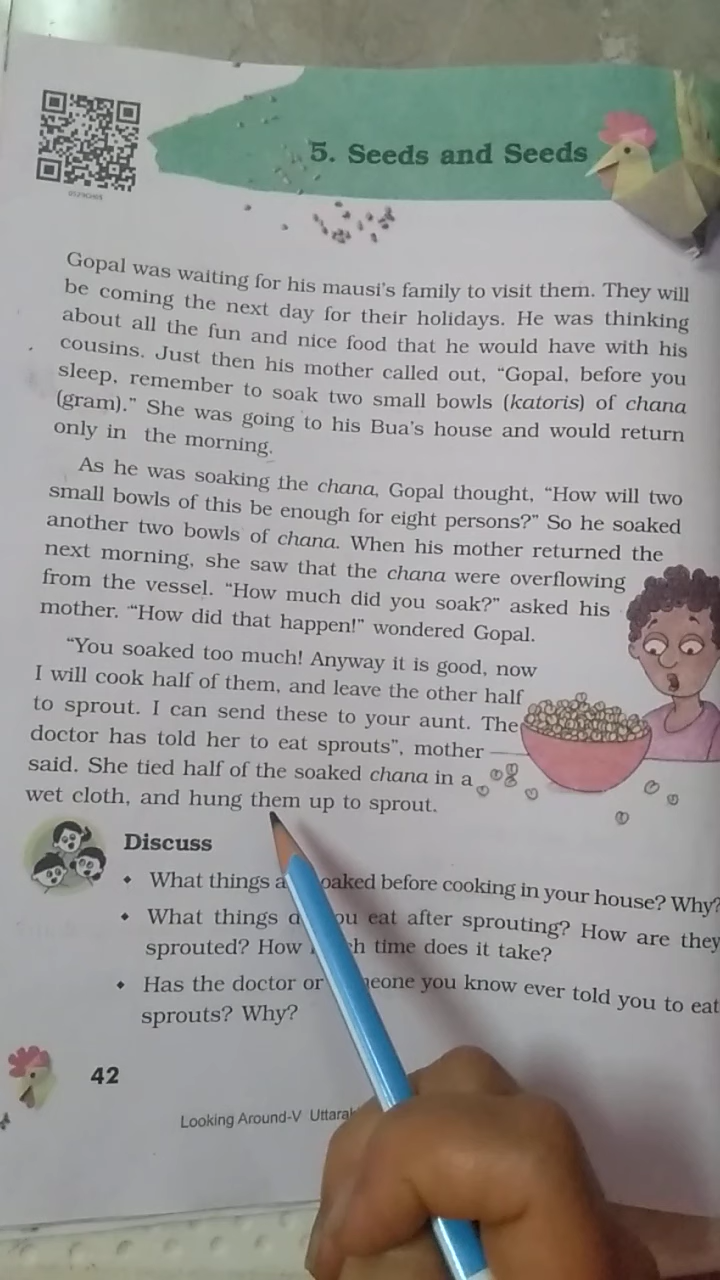 5. Seeds and Seeds
Gopal was waiting for his mausi's family to visit them. They will
be coming the next day for their holidays. He was thinking
about all the fun and nice food that he would have with his
cousins. Just then his mother called out, “Gopal, before you
sleep, remember to soak two small bowls (katoris) of chana
(gram).” She was going to his Bua's house and would return
only in the morning.
As he was soaking the chana, Gopal thought, “How will two
small bowls of this be enough for eight persons?” So he soaked
another two bowls of chana. When his mother returned the
next morning, she saw that the chana were overflowing
from the vessel. “How much did you soak?” asked his
mother. “How did that happen!” wondered Gopal.
“You soaked too much! Anyway it is good, now
I will cook half of them, and leave the other half
to sprout. I can send these to your aunt. The
doctor has told her to eat sprouts”, mother
said. She tied half of the soaked chana in a
wet cloth, and hung them up to sprout.
Discuss
• What things a oaked before cooking in your house? Why?
• What things d ou eat after sprouting? How are they
sprouted? How ch time does it take?
• Has the doctor or meone you know ever told you to eat
sprouts? Why?
42
Looking Around-V Uttara